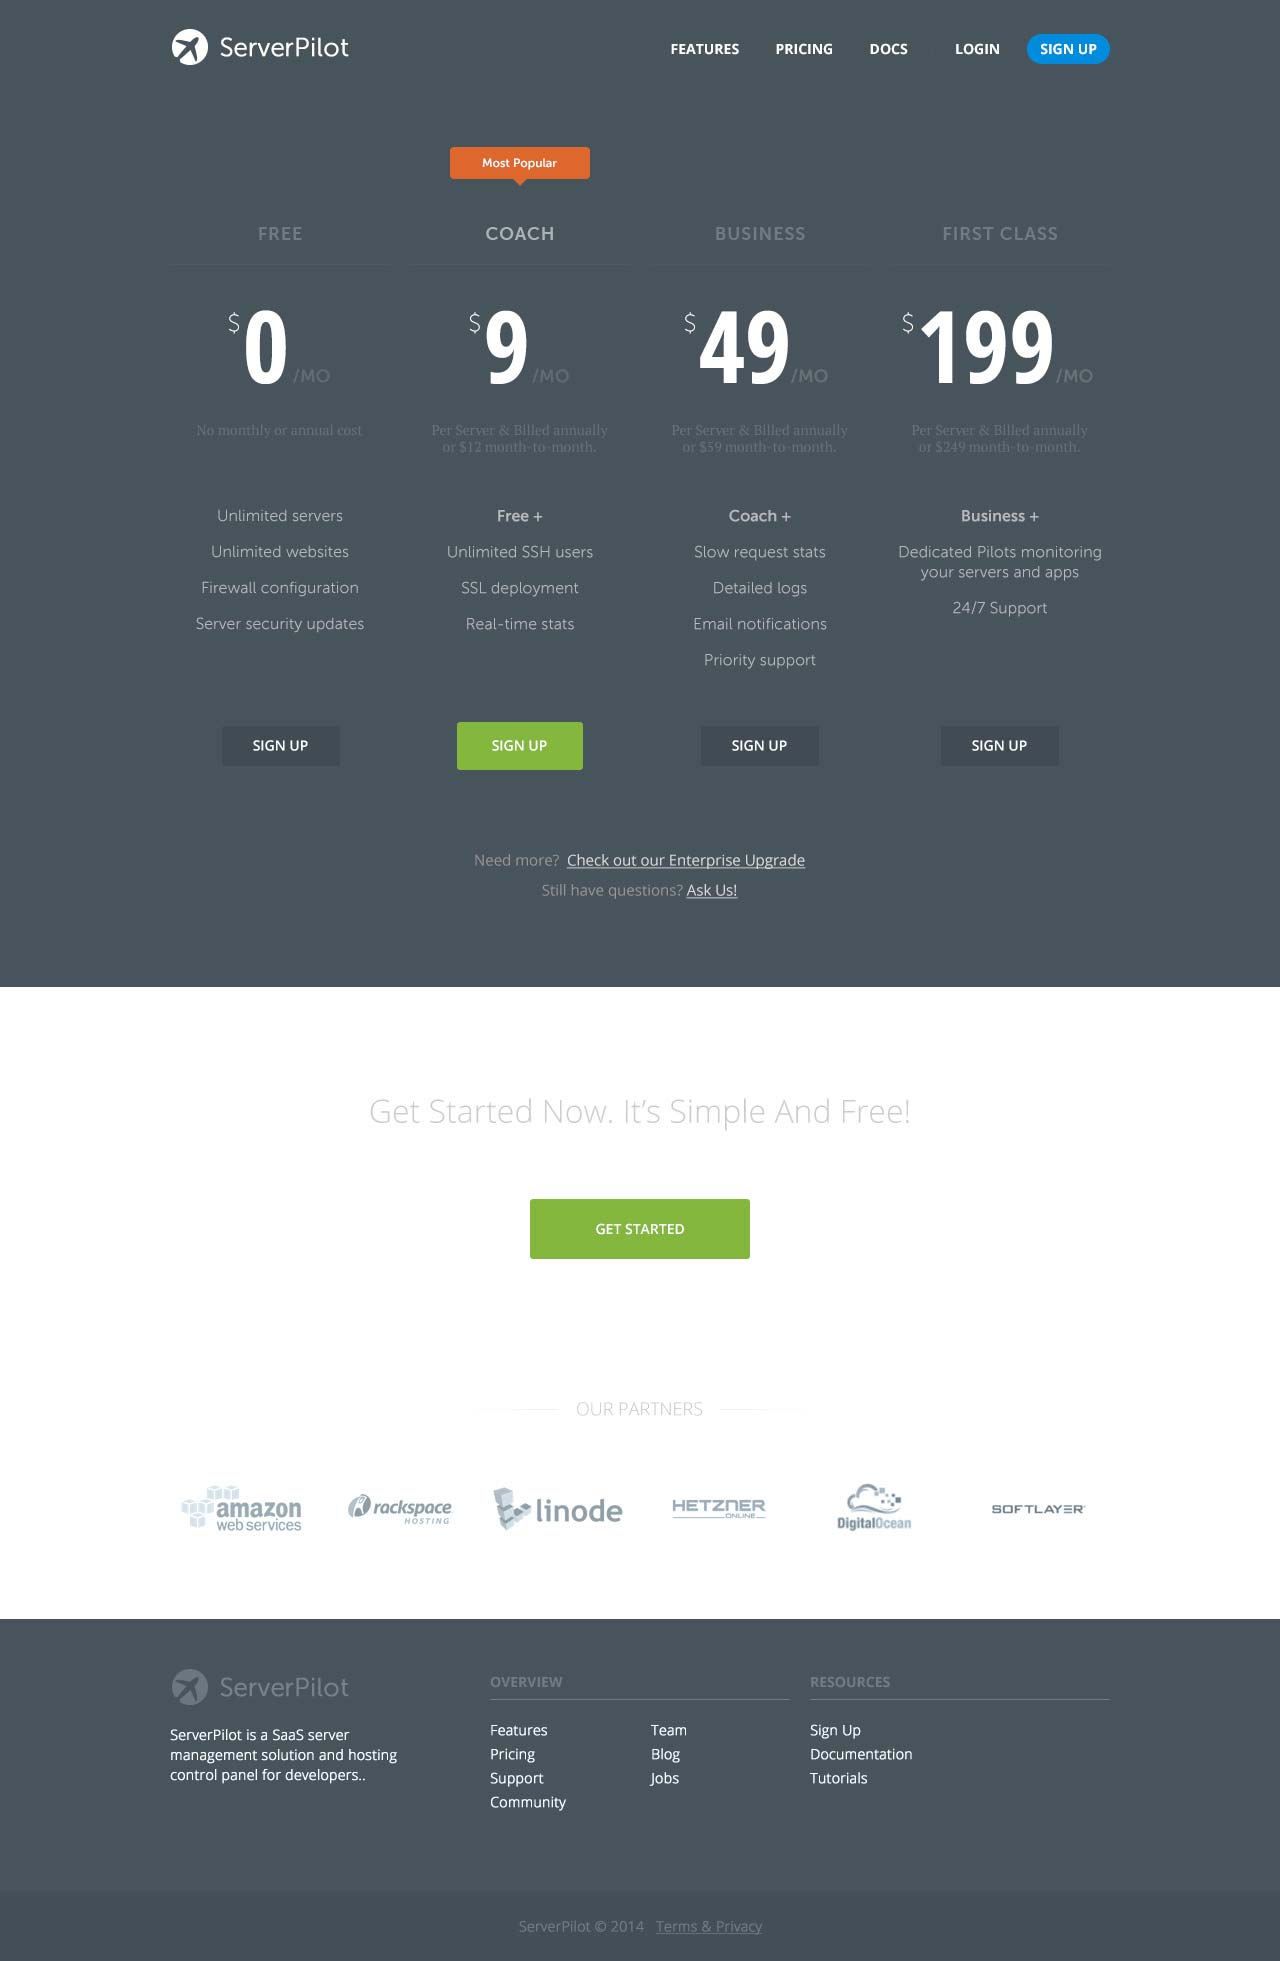 ServerPilot
FEATURES PRICING DOCS LOGIN SIGN UP
Most Popular
FREE
$0/MO
No monthly or annual cost
Unlimited servers
Unlimited websites
Firewall configuration
Server security updates
SIGN UP
COACH
$9/MO
Per Server & Billed annually
or $12 month-to-month.
Free +
Unlimited SSH users
SSL deployment
Real-time stats
SIGN UP
BUSINESS
$49/MO
Per Server & Billed annually
or $59 month-to-month.
Coach +
Slow request stats
Detailed logs
Email notifications
Priority support
SIGN UP
FIRST CLASS
$199/MO
Per Server & Billed annually
or $249 month-to-month.
Business +
Dedicated Pilots monitoring
your servers and apps
24/7 Support
SIGN UP
Need more? Check out our Enterprise Upgrade
Still have questions? Ask Us!
Get Started Now. It’s Simple And Free!
GET STARTED
OUR PARTNERS
amazon
web services
rackspace
HOSTING
linode
HETZNER
ONLINE
DigitalOcean
SOFTLAYER
ServerPilot
ServerPilot is a SaaS server
management solution and hosting
control panel for developers..
OVERVIEW
Features
Pricing
Support
Community
Team
Blog
Jobs
RESOURCES
Sign Up
Documentation
Tutorials
ServerPilot © 2014 Terms & Privacy